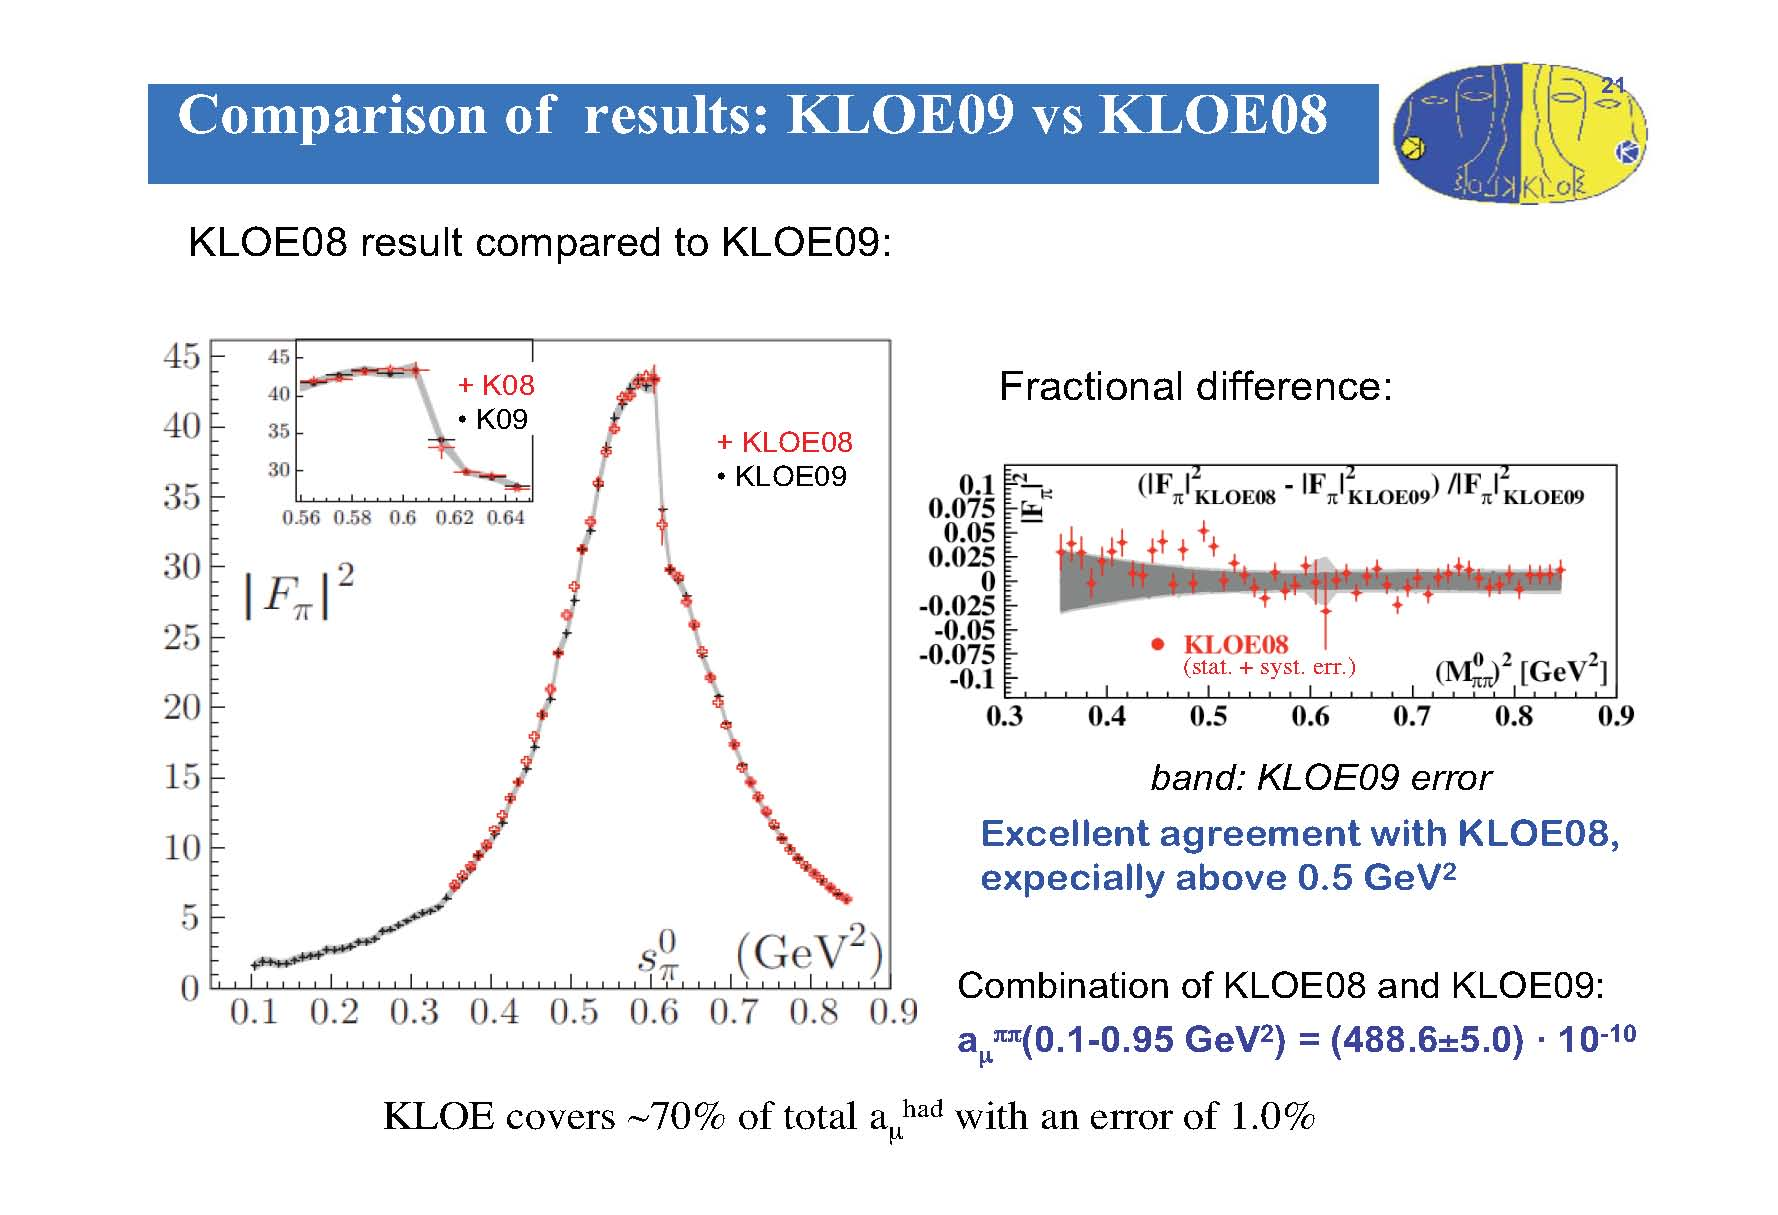 Comparison of results: KLOE09 vs KLOE08
21
KLOE
KLOE08 result compared to KLOE09:
45
40
35
30
25
20
15
10
5
0
0.1 0.2 0.3 0.4 0.5 0.6 0.7 0.8 0.9
|Fπ|²
s⁰π (GeV²)
+ KLOE08
• KLOE09
45
40
35
30
0.56 0.58 0.6 0.62 0.64
+ K08
• K09
Fractional difference:
(|Fπ|²KLOE08 - |Fπ|²KLOE09) /|Fπ|²KLOE09
|Fπ|²
0.1
0.075
0.05
0.025
0
-0.025
-0.05
-0.075
-0.1
KLOE08
(stat. + syst. err.)
(M⁰ππ)² [GeV²]
0.3 0.4 0.5 0.6 0.7 0.8 0.9
band: KLOE09 error
Excellent agreement with KLOE08,
expecially above 0.5 GeV²
Combination of KLOE08 and KLOE09:
aμππ(0.1-0.95 GeV²) = (488.6±5.0) · 10⁻¹⁰
KLOE covers ~70% of total aμhad with an error of 1.0%